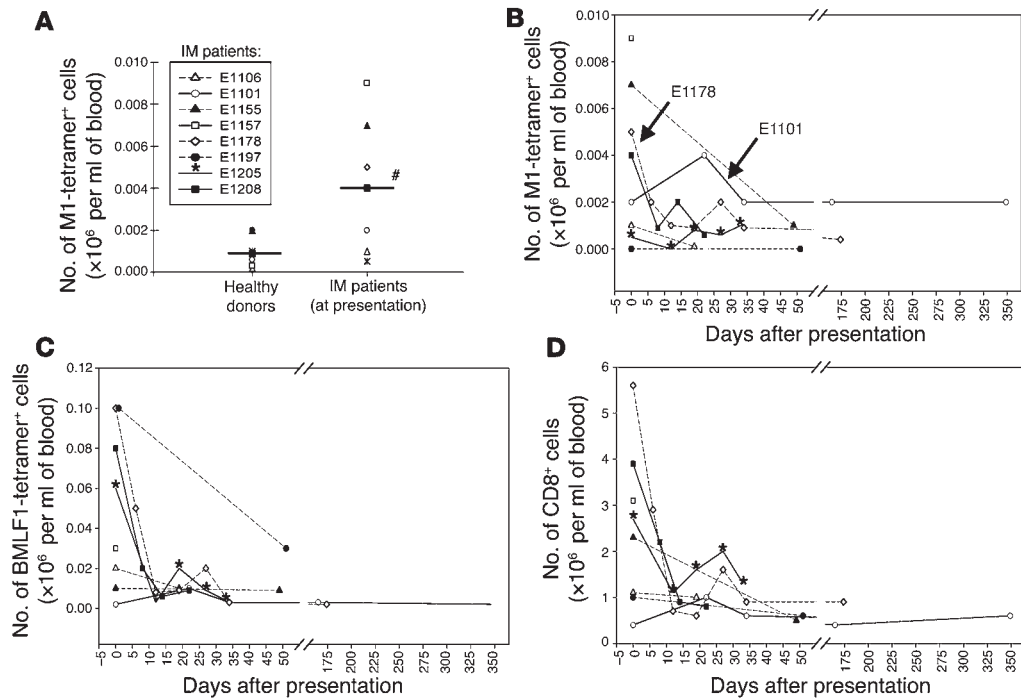 A
No. of M1-tetramer+ cells
(×10⁶ per ml of blood)
0.010
0.008
0.006
0.004
0.002
0.000
IM patients:
E1106
E1101
E1155
E1157
E1178
E1197
E1205
E1208
#
Healthy
donors
IM patients
(at presentation)
B
No. of M1-tetramer+ cells
(×10⁶ per ml of blood)
0.010
0.008
0.006
0.004
0.002
0.000
E1178
E1101
−5 0 5 10 15 20 25 30 35 40 45 50 175 200 225 250 275 300 325 350
Days after presentation
C
No. of BMLF1-tetramer+ cells
(×10⁶ per ml of blood)
0.12
0.10
0.08
0.06
0.04
0.02
0.00
−5 0 5 10 15 20 25 30 35 40 45 50 175 200 225 250 275 300 325 350
Days after presentation
D
No. of CD8+ cells
(×10⁶ per ml of blood)
6
5
4
3
2
1
0
−5 0 5 10 15 20 25 30 35 40 45 50 175 200 225 250 275 300 325 350
Days after presentation